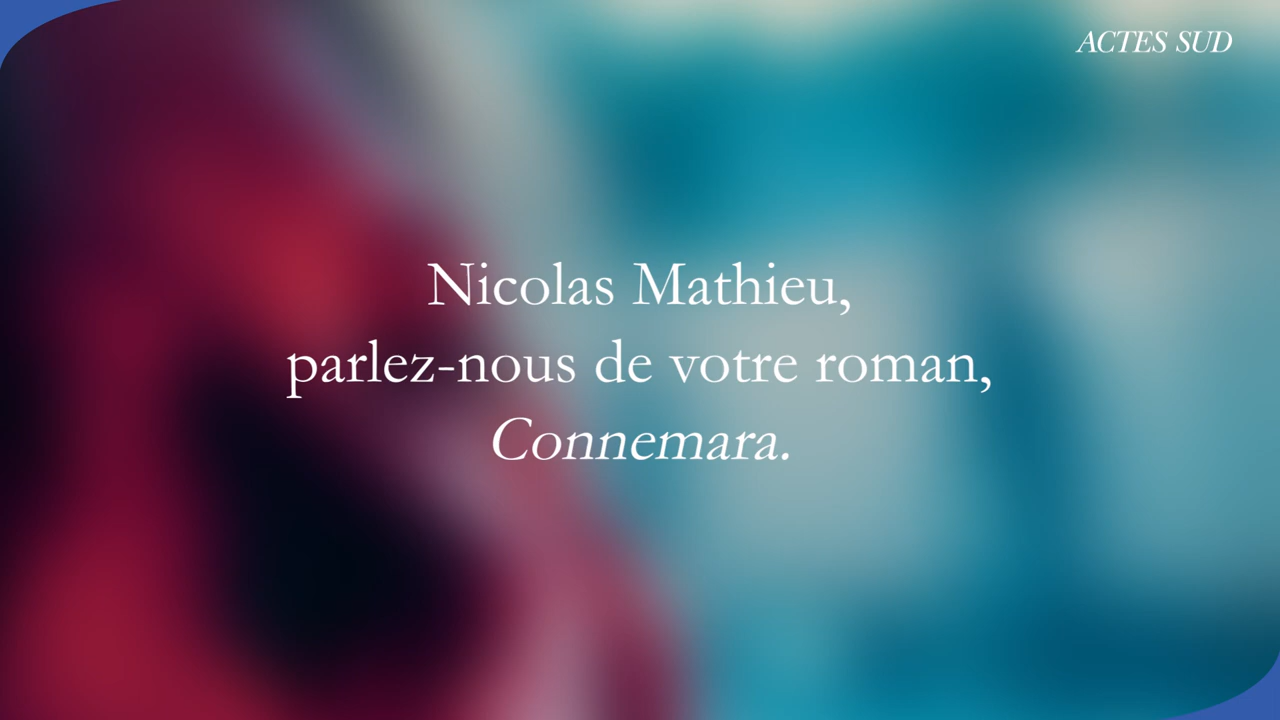 ACTES SUD
Nicolas Mathieu,
parlez-nous de votre roman,
Connemara.